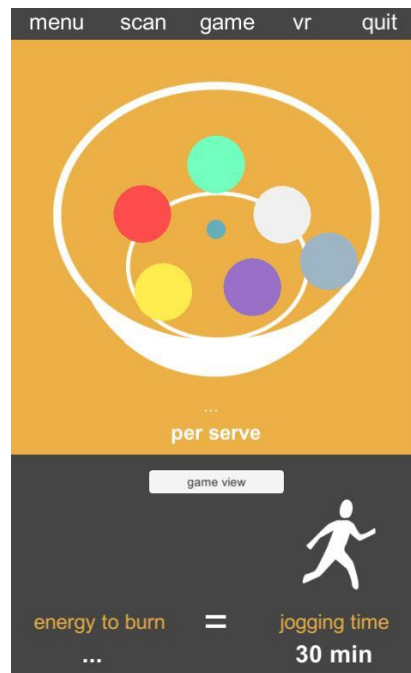 menu scan game vr quit
...
per serve
game view
energy to burn = jogging time
... 30 min